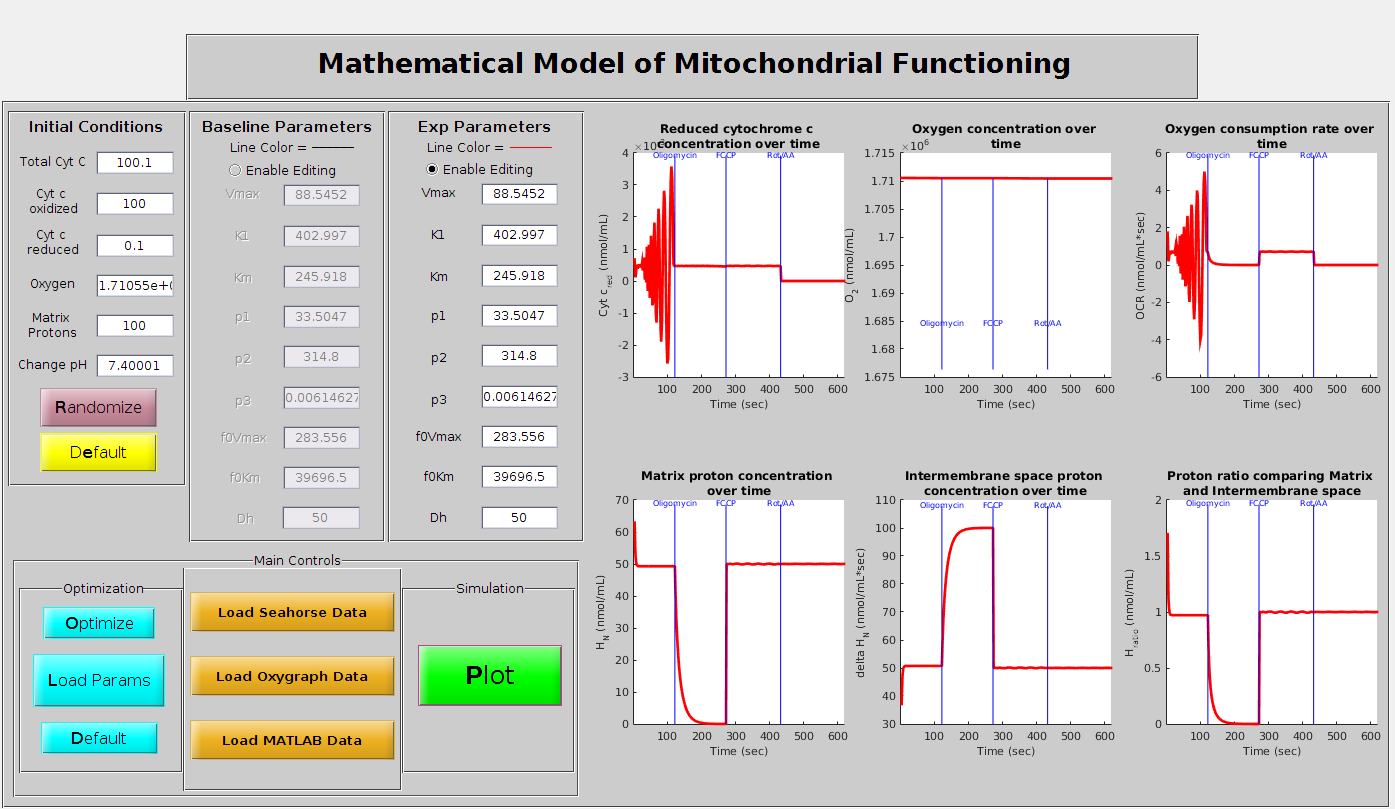 Mathematical Model of Mitochondrial Functioning
Initial Conditions
Total Cyt C 100.1
Cyt c
oxidized 100
Cyt c
reduced 0.1
Oxygen 1.71055e+0
Matrix
Protons 100
Change pH 7.40001
Randomize
Default
Baseline Parameters
Line Color =
Enable Editing
Vmax 88.5452
K1 402.997
Km 245.918
p1 33.5047
p2 314.8
p3 0.00614627
f0Vmax 283.556
f0Km 39696.5
Dh 50
Exp Parameters
Line Color =
Enable Editing
Vmax 88.5452
K1 402.997
Km 245.918
p1 33.5047
p2 314.8
p3 0.00614627
f0Vmax 283.556
f0Km 39696.5
Dh 50
Main Controls
Optimization
Optimize
Load Params
Default
Load Seahorse Data
Load Oxygraph Data
Load MATLAB Data
Simulation
Plot
Reduced cytochrome c
concentration over time
Oligomycin FCCP Rot/AA
4
3
2
1
0
-1
-2
-3
Cyt c red (nmol/mL)
100 200 300 400 500 600
Time (sec)
Oxygen concentration over
time
×10⁶
1.715
1.71
1.705
1.7
1.695
1.69
1.685
1.68
1.675
O2 (nmol/mL)
Oligomycin FCCP Rot/AA
100 200 300 400 500 600
Time (sec)
Oxygen consumption rate over
time
Oligomycin FCCP Rot/AA
6
4
2
0
-2
-4
-6
OCR (nmol/mL*sec)
100 200 300 400 500 600
Time (sec)
Matrix proton concentration
over time
Oligomycin FCCP Rot/AA
70
60
50
40
30
20
10
0
HN (nmol/mL)
100 200 300 400 500 600
Time (sec)
Intermembrane space proton
concentration over time
Oligomycin FCCP Rot/AA
110
100
90
80
70
60
50
40
30
delta HN (nmol/mL*sec)
100 200 300 400 500 600
Time (sec)
Proton ratio comparing Matrix
and Intermembrane space
Oligomycin FCCP Rot/AA
2
1.5
1
0.5
0
H ratio (nmol/mL)
100 200 300 400 500 600
Time (sec)